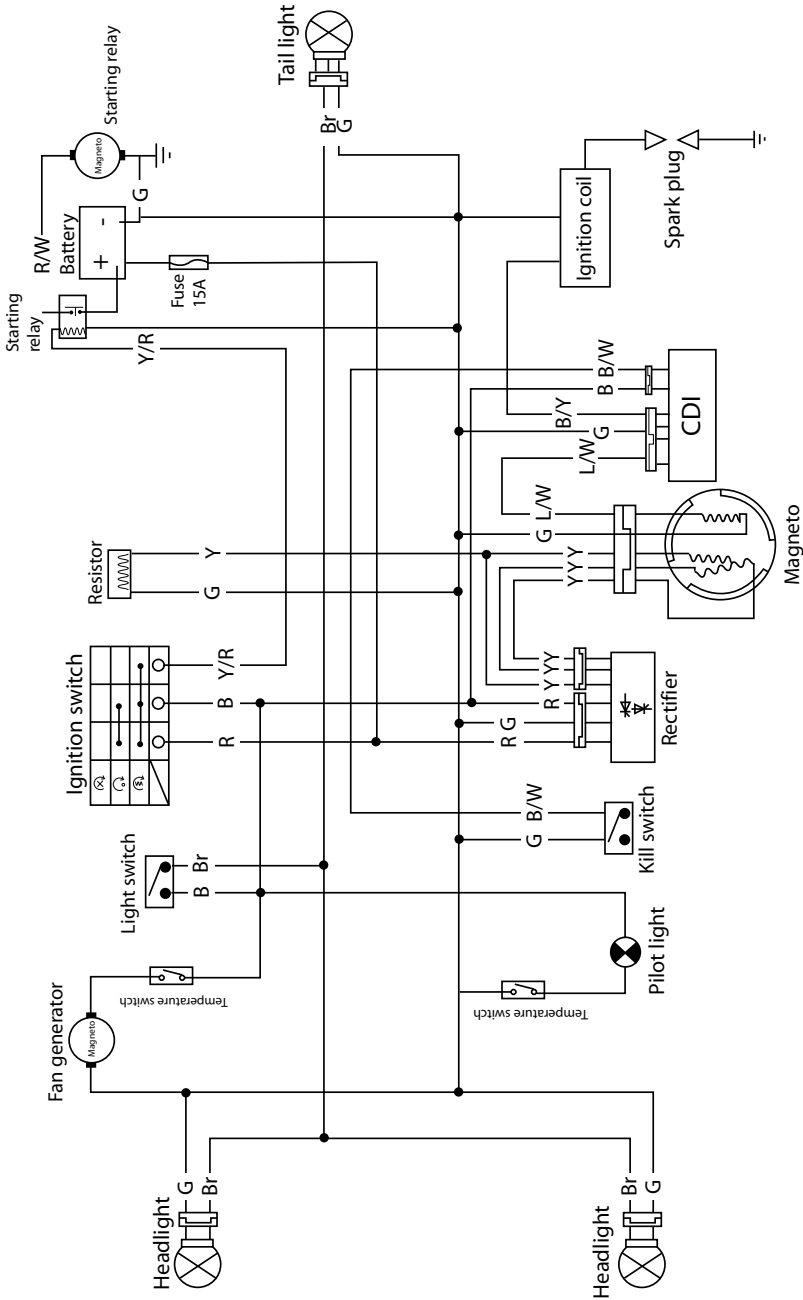 Fan generator
Magneto
Temperature switch
Light switch
B
Br
Ignition switch
R
B
Y/R
Resistor
G
Y
Starting
relay
Y/R
R/W
Battery
+
-
G
Fuse
15A
Starting relay
Magneto
Headlight
G
Br
Tail light
Br
G
Headlight
Br
G
Temperature switch
Pilot light
G
B/W
Kill switch
R
G
R
Y
Y
Y
Rectifier
Y
Y
Y
G
L/W
Magneto
L/W
G
B/Y
B
B/W
CDI
Ignition coil
Spark plug